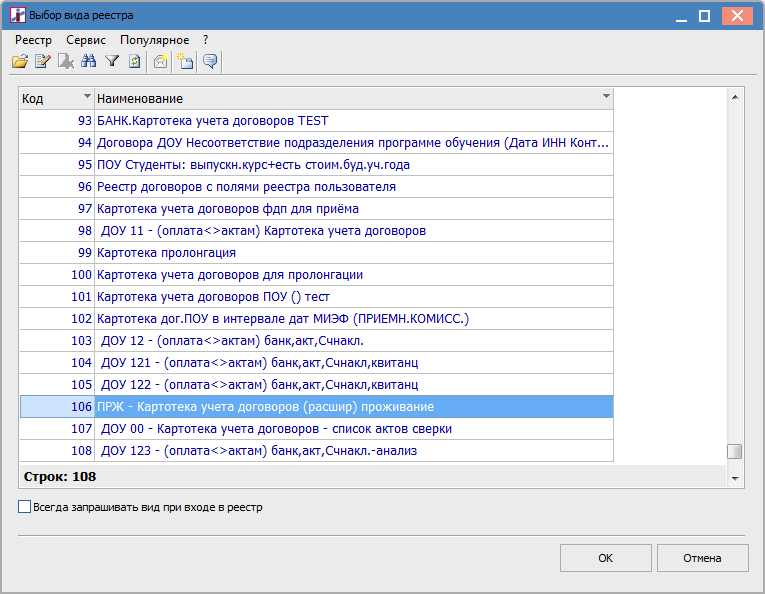 Выбор вида реестра
Реестр Сервис Популярное ?
Код Наименование
93 БАНК.Картотека учета договоров TEST
94 Договора ДОУ Несоответствие подразделения программе обучения (Дата ИНН Конт...
95 ПОУ Студенты: выпускн.курс+есть стоим.буд.уч.года
96 Реестр договоров с полями реестра пользователя
97 Картотека учета договоров фдп для приёма
98 ДОУ 11 - (оплата<>актам) Картотека учета договоров
99 Картотека пролонгация
100 Картотека учета договоров для пролонгации
101 Картотека учета договоров ПОУ () тест
102 Картотека дог.ПОУ в интервале дат МИЭФ (ПРИЕМН.КОМИСС.)
103 ДОУ 12 - (оплата<>актам) банк,акт,Счнакл.
104 ДОУ 121 - (оплата<>актам) банк,акт,Счнакл,квитанц
105 ДОУ 122 - (оплата<>актам) банк,акт,Счнакл,квитанц
106 ПРЖ - Картотека учета договоров (расшир) проживание
107 ДОУ 00 - Картотека учета договоров - список актов сверки
108 ДОУ 123 - (оплата<>актам) банк,акт,Счнакл.-анализ
Строк: 108
Всегда запрашивать вид при входе в реестр
OK Отмена